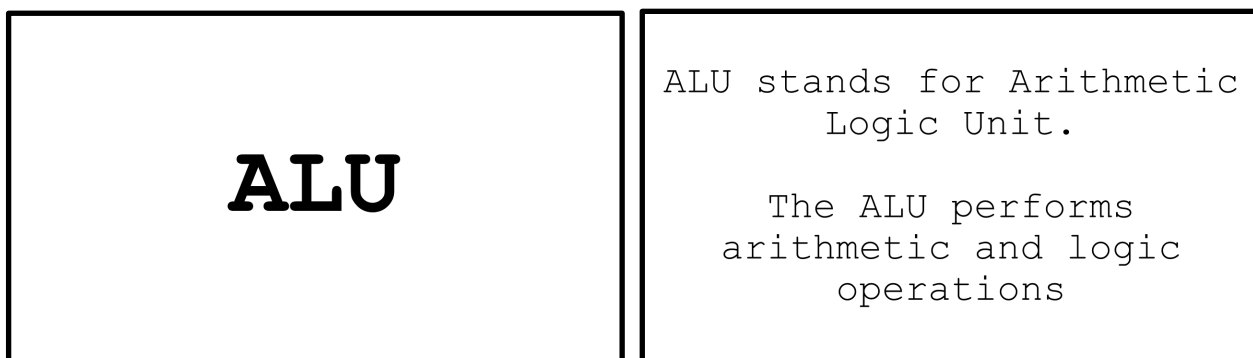 ALU
ALU stands for Arithmetic
Logic Unit.
The ALU performs
arithmetic and logic
operations